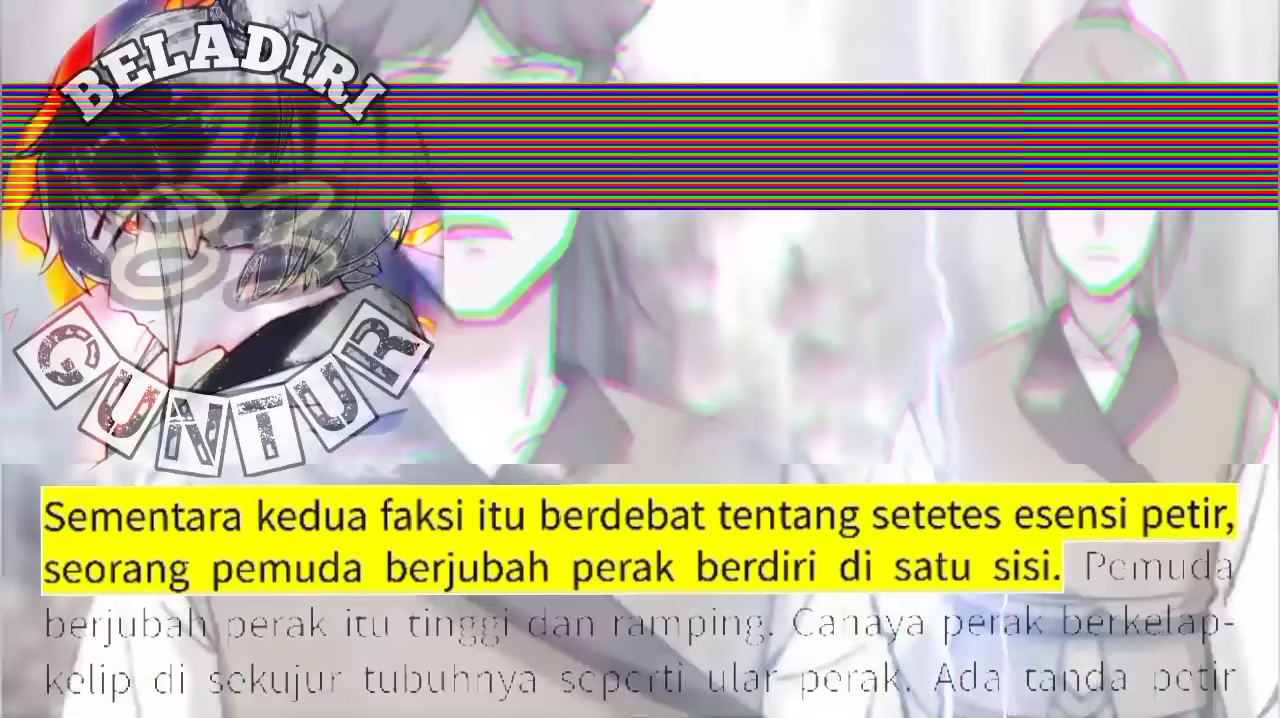 BELADIRI
83
GUNTUR
Sementara kedua faksi itu berdebat tentang setetes esensi petir,
seorang pemuda berjubah perak berdiri di satu sisi. Pemuda
berjubah perak itu tinggi dan ramping. Cahaya perak berkelap-
kelip di sekujur tubuhnya seperti ular perak. Ada tanda petir